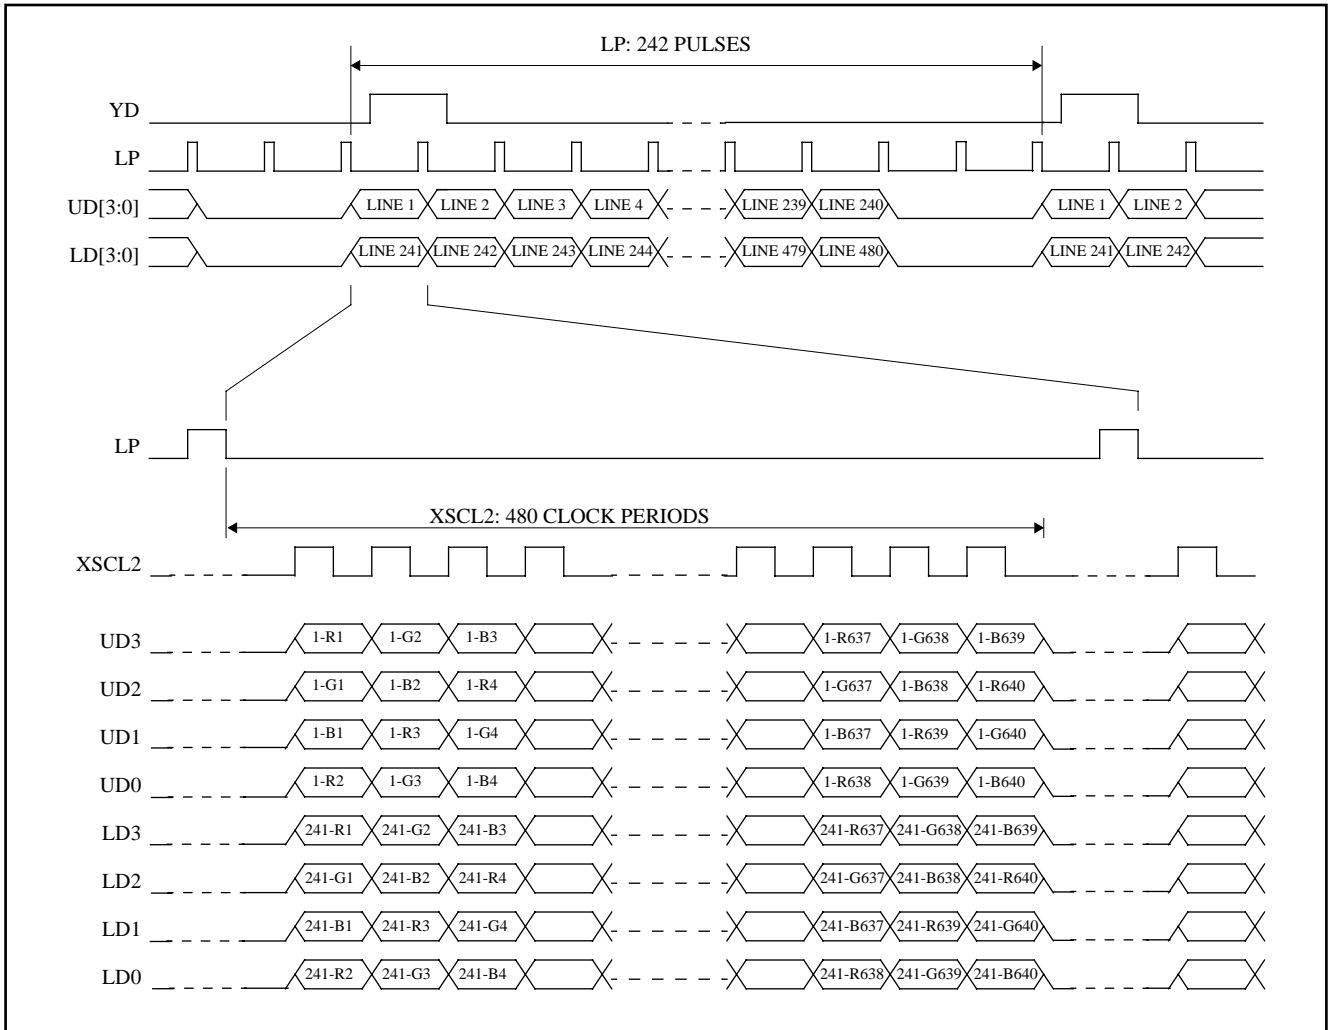 LP: 242 PULSES
YD
LP
UD[3:0] LINE 1 LINE 2 LINE 3 LINE 4 LINE 239 LINE 240 LINE 1 LINE 2
LD[3:0] LINE 241 LINE 242 LINE 243 LINE 244 LINE 479 LINE 480 LINE 241 LINE 242
LP
XSCL2: 480 CLOCK PERIODS
XSCL2
UD3 1-R1 1-G2 1-B3 1-R637 1-G638 1-B639
UD2 1-G1 1-B2 1-R4 1-G637 1-B638 1-R640
UD1 1-B1 1-R3 1-G4 1-B637 1-R639 1-G640
UD0 1-R2 1-G3 1-B4 1-R638 1-G639 1-B640
LD3 241-R1 241-G2 241-B3 241-R637 241-G638 241-B639
LD2 241-G1 241-B2 241-R4 241-G637 241-B638 241-R640
LD1 241-B1 241-R3 241-G4 241-B637 241-R639 241-G640
LD0 241-R2 241-G3 241-B4 241-R638 241-G639 241-B640